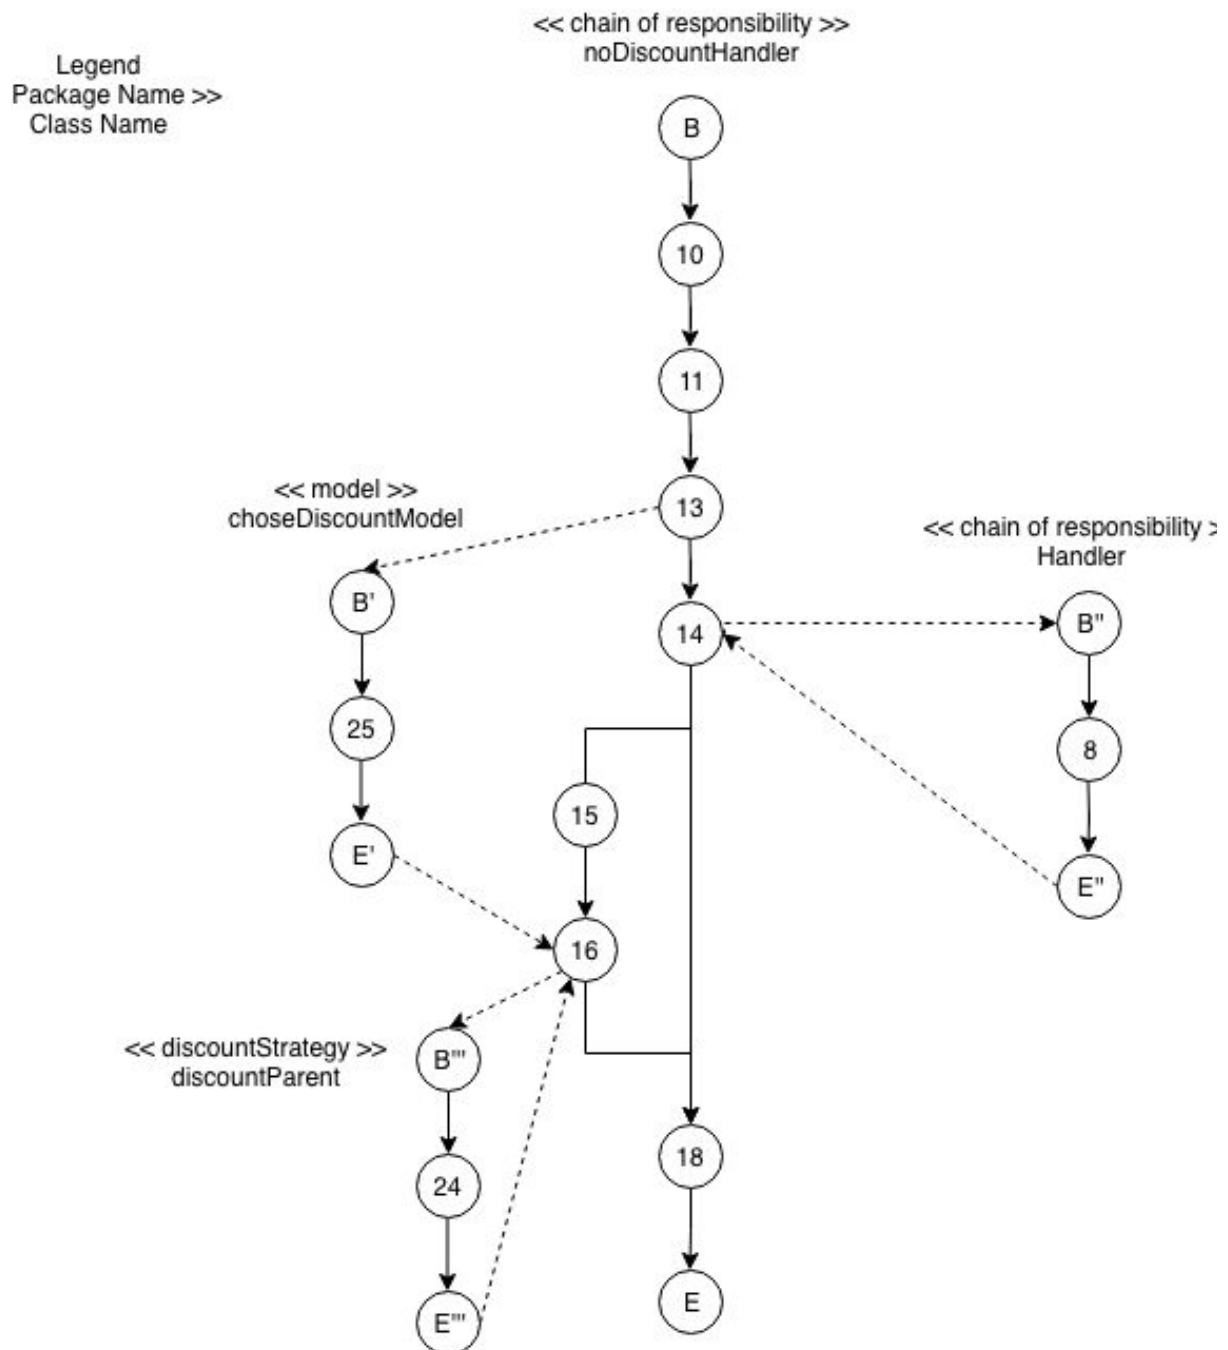 << chain of responsibility >>
noDiscountHandler
Legend
Package Name >>
Class Name
B
10
11
13
<< model >>
choseDiscountModel
<< chain of responsibility >
Handler
B'
14
B"
25
8
15
E'
E"
16
<< discountStrategy >>
discountParent
B'"
18
24
E
E'"